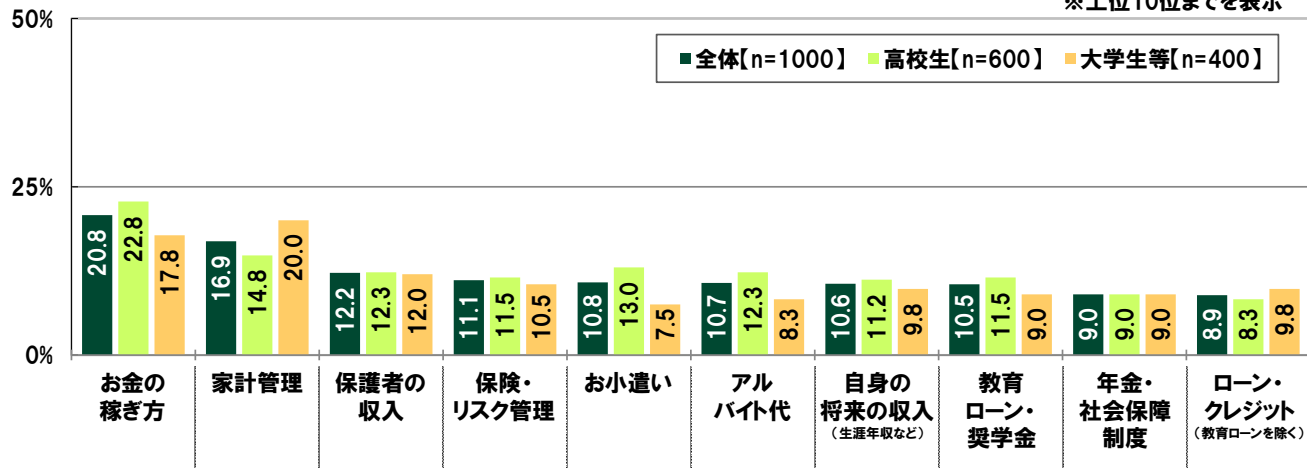 ※上位10位までを表示
50%
■全体【n=1000】 ■高校生【n=600】 ■大学生等【n=400】
25%
0%
20.8 22.8 17.8 16.9 14.8 20.0 12.2 12.3 12.0 11.1 11.5 10.5 10.8 13.0 7.5 10.7 12.3 8.3 10.6 11.2 9.8 10.5 11.5 9.0 9.0 9.0 9.0 8.9 8.3 9.8
お金の
稼ぎ方
家計管理
保護者の
収入
保険・
リスク管理
お小遣い
アル
バイト代
自身の
将来の収入
（生涯年収など）
教育
ローン・
奨学金
年金・
社会保障
制度
ローン・
クレジット
（教育ローンを除く）